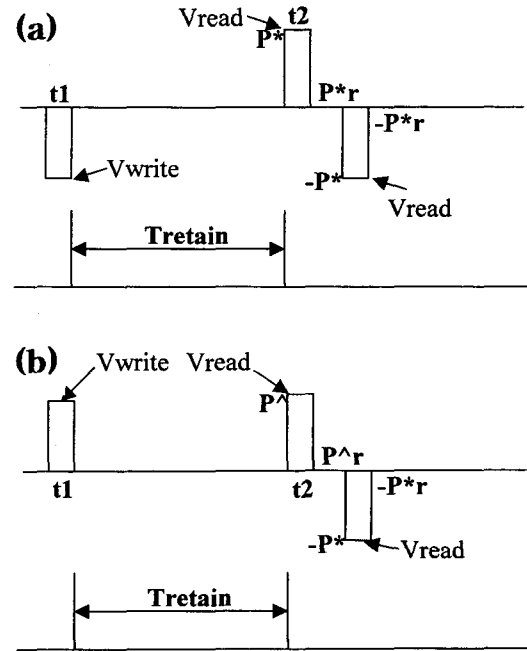 (a)
Vread
t2
P*
t1
P*r
-P*r
Vwrite
-P*
Vread
Tretain
(b)
Vwrite Vread
P^
P^r
t1
t2
-P*r
-P*
Vread
Tretain